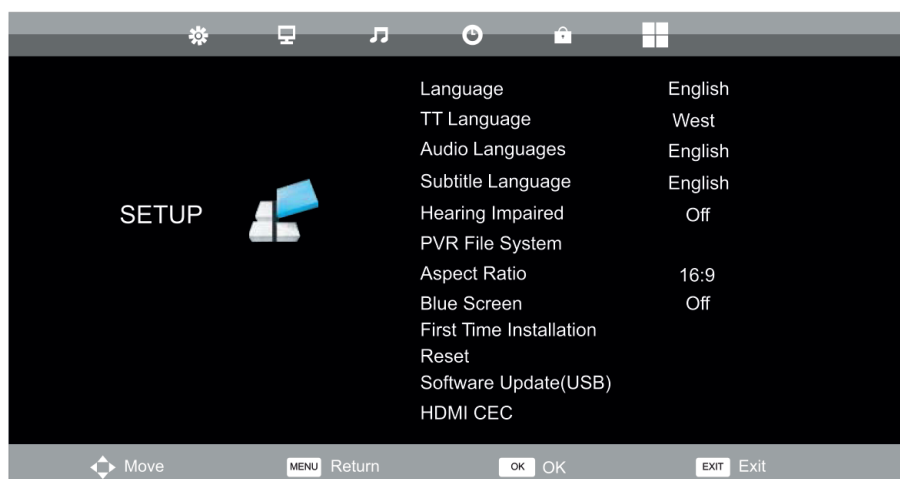 SETUP
Language English
TT Language West
Audio Languages English
Subtitle Language English
Hearing Impaired Off
PVR File System
Aspect Ratio 16:9
Blue Screen Off
First Time Installation
Reset
Software Update(USB)
HDMI CEC
Move MENU Return OK OK EXIT Exit